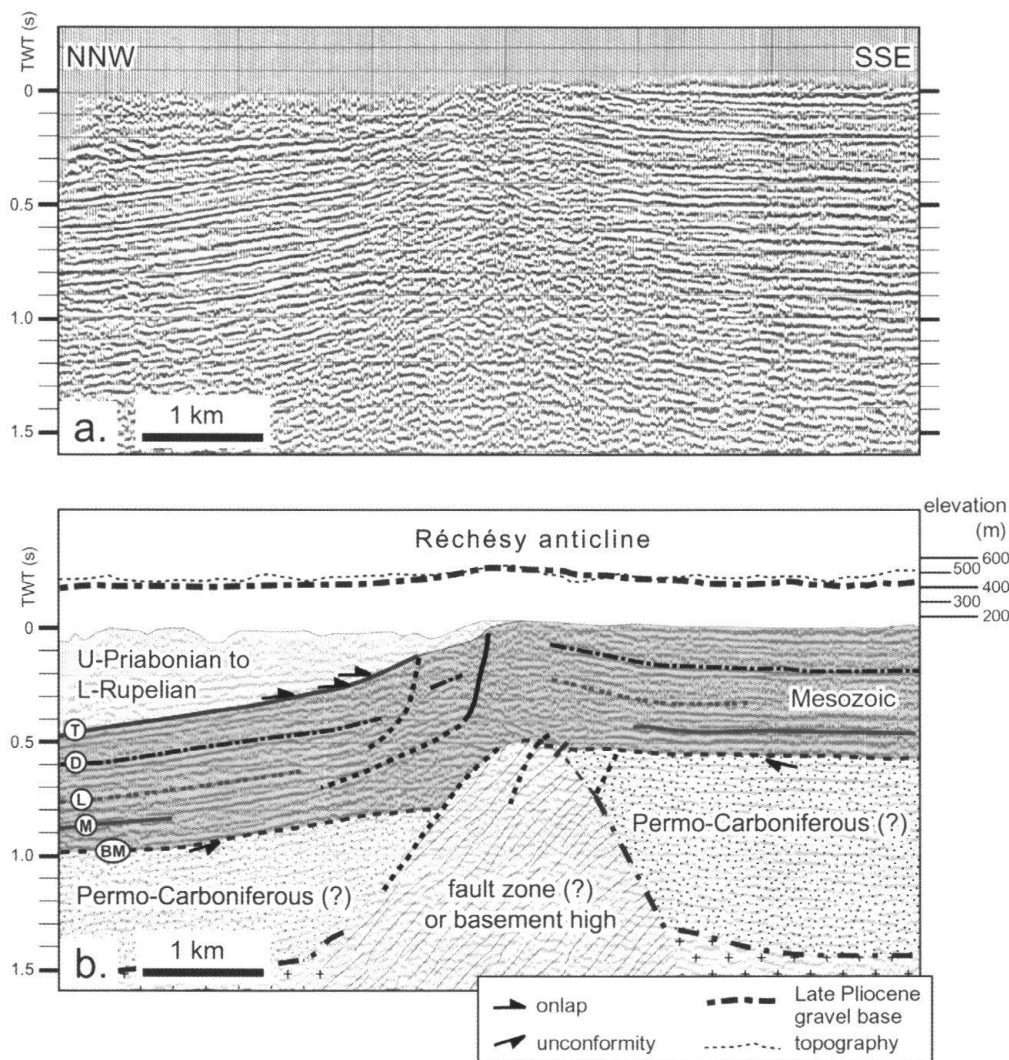 TWT (s)
NNW
SSE
0
0.5
1.0
1.5
a.
1 km
elevation
(m)
Réchésy anticline
600
500
400
300
200
TWT (s)
0
U-Priabonian to
L-Rupelian
Mesozoic
T
0.5
D
L
M
BM
Permo-Carboniferous (?)
1.0
Permo-Carboniferous (?)
fault zone (?)
or basement high
b.
1 km
1.5
onlap
Late Pliocene
gravel base
unconformity
topography